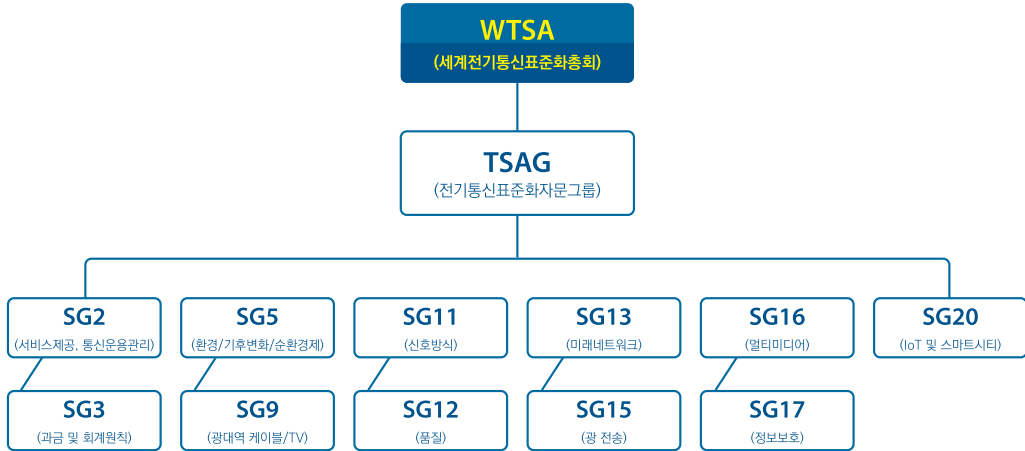 WTSA
(세계전기통신표준화총회)
TSAG
(전기통신표준화자문그룹)
SG2
(서비스제공, 통신운용관리)
SG5
(환경/기후변화/순환경제)
SG11
(신호방식)
SG13
(미래네트워크)
SG16
(멀티미디어)
SG20
(IoT 및 스마트시티)
SG3
(과금 및 회계원칙)
SG9
(광대역 케이블/TV)
SG12
(품질)
SG15
(광 전송)
SG17
(정보보호)